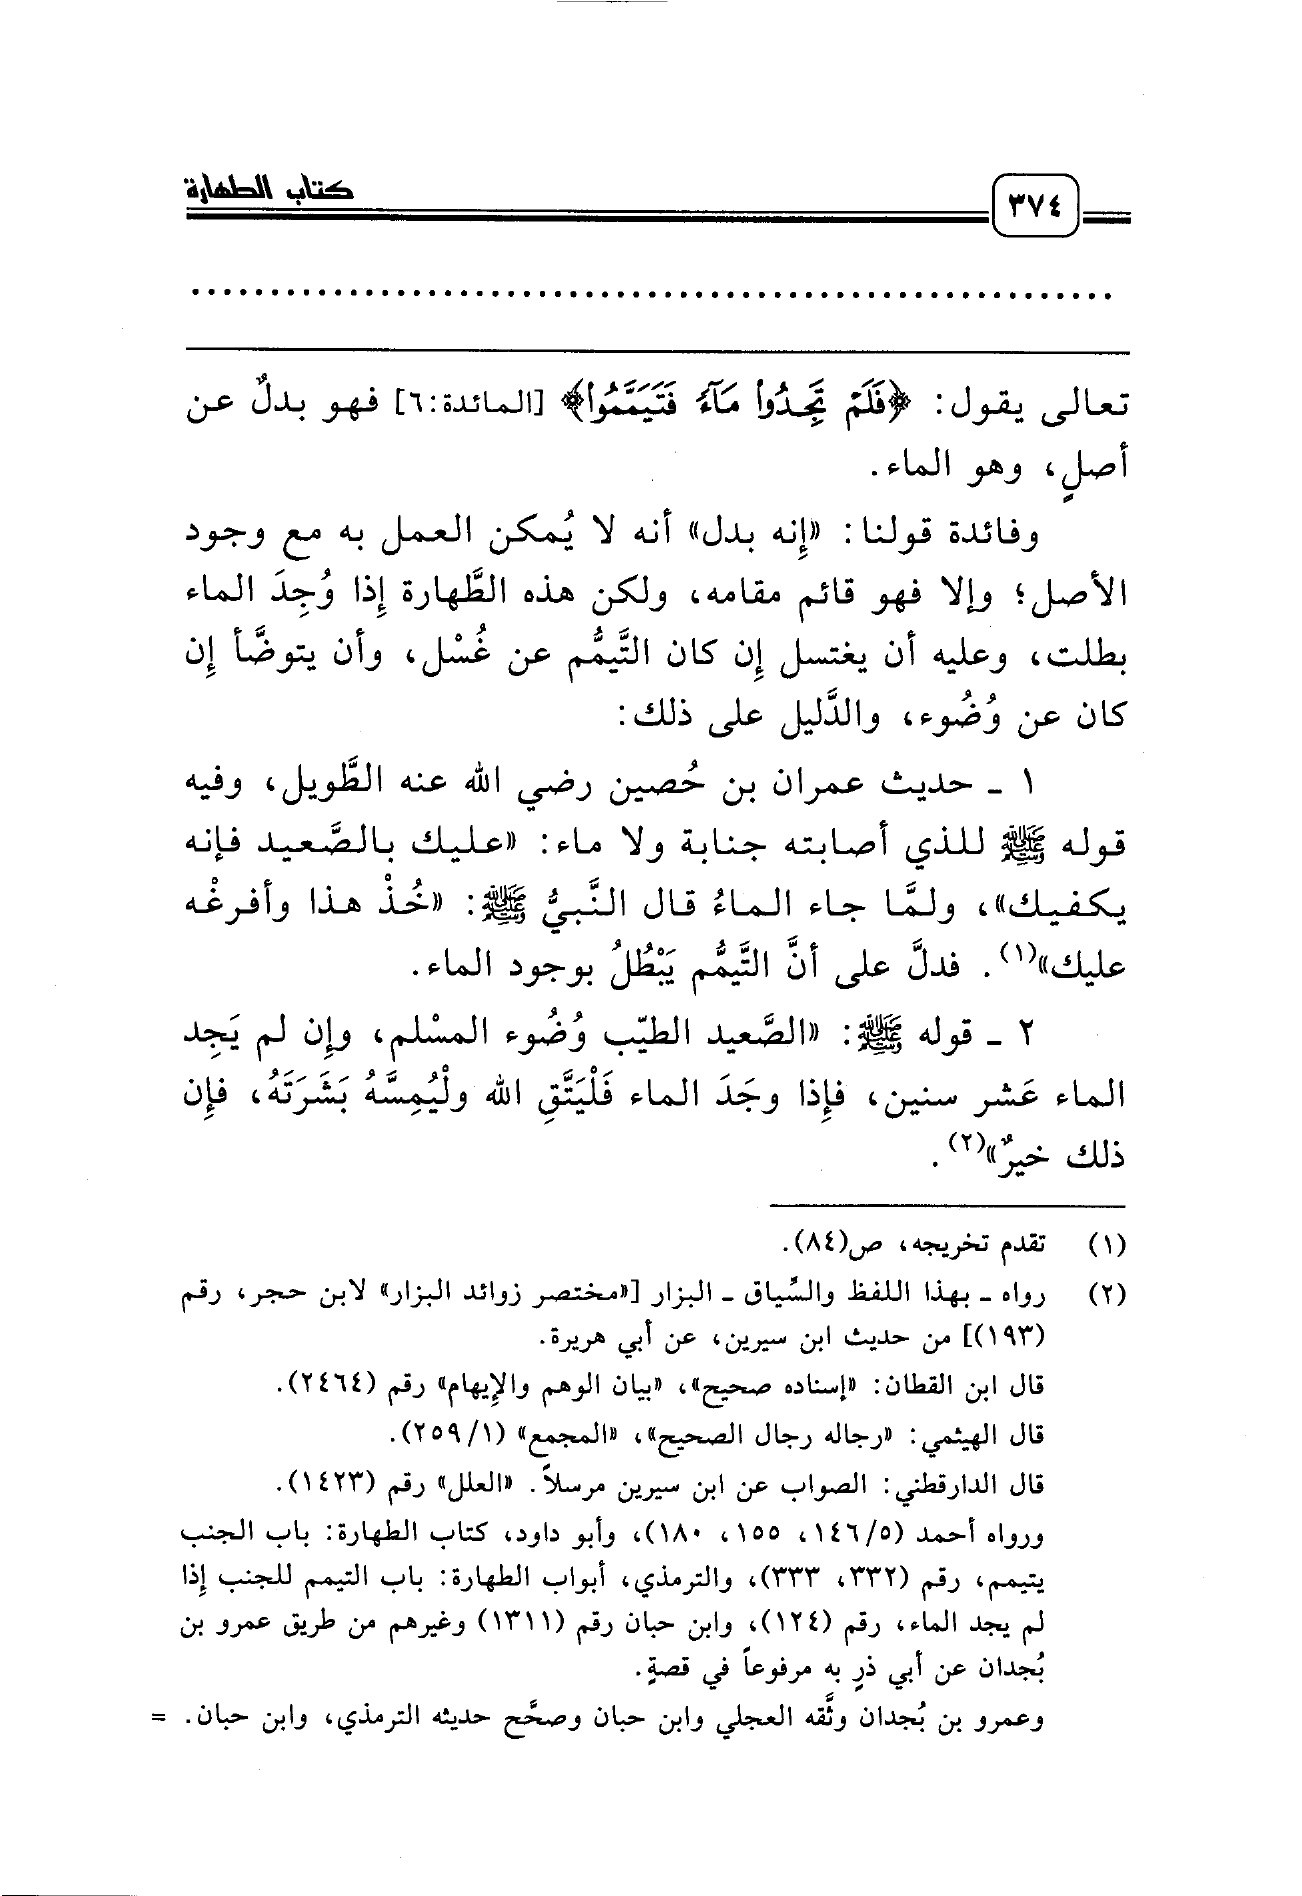 ٣٧٤
كتاب الطهارة
................................................
تعالى يقول: ﴿فَلَمْ تَجِدُواْ مَآءً فَتَيَمَّمُوا﴾ [المائدة:٦] فهو بدلٌ عن
أصلٍ، وهو الماء.
وفائدة قولنا: «إِنه بدل» أنه لا يُمكن العمل به مع وجود
الأصل؛ وإلا فهو قائم مقامه، ولكن هذه الطَّهارة إِذا وُجِدَ الماء
بطلت، وعليه أن يغتسل إِن كان التَّيمُّم عن غُسْل، وأن يتوضَّأ إِن
كان عن وُضُوء، والدَّليل على ذلك:
١ ـ حديث عمران بن حُصين رضي الله عنه الطَّويل، وفيه
قوله ﷺ للذي أصابته جنابة ولا ماء: «عليك بالصَّعيد فإنه
يكفيك»، ولمَّا جاء الماءُ قال النَّبيُّ ﷺ: «خُذْ هذا وأفرغْه
عليك»(١). فدلَّ على أنَّ التَّيمُّم يَبْطُلُ بوجود الماء.
٢ ـ قوله ﷺ: «الصَّعيد الطيّب وُضُوء المسْلم، وإِن لم يَجِد
الماء عَشر سنين، فإِذا وجَدَ الماء فَلْيَتَّقِ الله ولْيُمِسَّهُ بَشَرَتَهُ، فإِن
ذلك خيرٌ»(٢).
(١) تقدم تخريجه، ص(٨٤).
(٢) رواه ـ بهذا اللفظ والسِّياق ـ البزار [«مختصر زوائد البزار» لابن حجر، رقم
(١٩٣)] من حديث ابن سيرين، عن أبي هريرة.
قال ابن القطان: «إسناده صحيح»، «بيان الوهم والإِيهام» رقم (٢٤٦٤).
قال الهيثمي: «رجاله رجال الصحيح»، «المجمع» (١/ ٢٥٩).
قال الدارقطني: الصواب عن ابن سيرين مرسلاً. «العلل» رقم (١٤٢٣).
ورواه أحمد (٥/ ١٤٦، ١٥٥، ١٨٠)، وأبو داود، كتاب الطهارة: باب الجنب
يتيمم، رقم (٣٣٢، ٣٣٣)، والترمذي، أبواب الطهارة: باب التيمم للجنب إِذا
لم يجد الماء، رقم (١٢٤)، وابن حبان رقم (١٣١١) وغيرهم من طريق عمرو بن
بُجدان عن أبي ذرٍ به مرفوعاً في قصةٍ.
وعمرو بن بُجدان وثَّقه العجلي وابن حبان وصحَّح حديثه الترمذي، وابن حبان. =